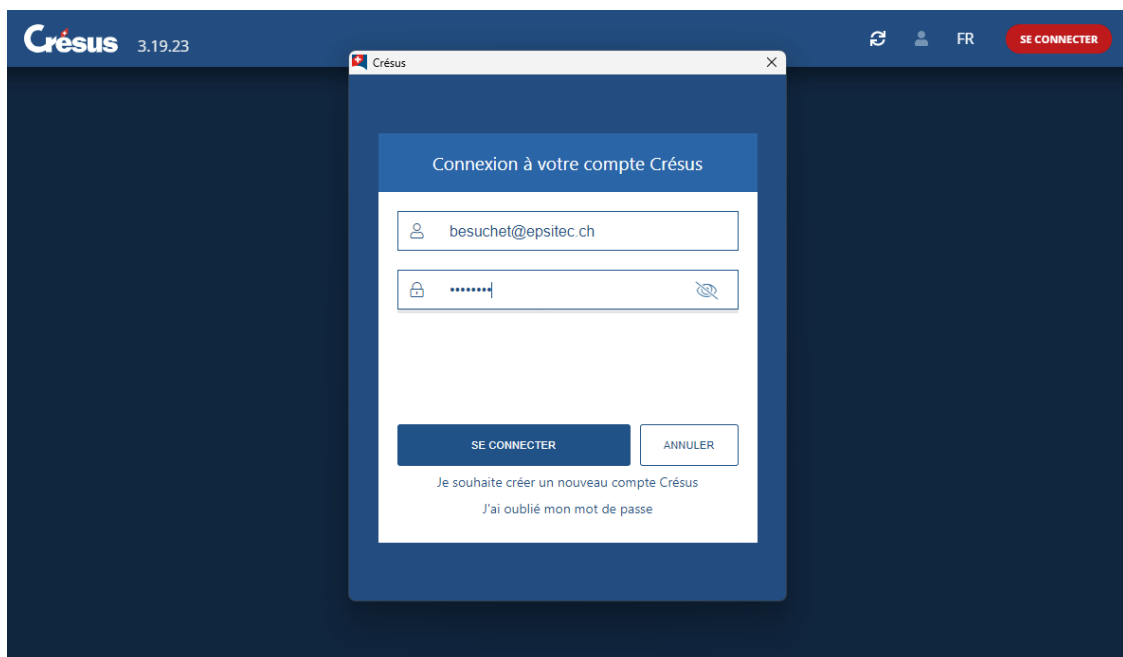 Crésus 3.19.23 FR SE CONNECTER
Crésus
Connexion à votre compte Crésus
besuchet@epsitec.ch
••••••••
SE CONNECTER ANNULER
Je souhaite créer un nouveau compte Crésus
J'ai oublié mon mot de passe